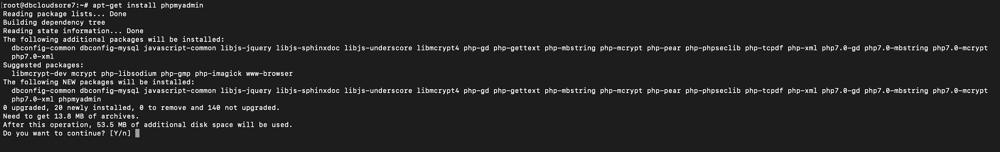 [root@dbcloudsore7:~# apt-get install phpmyadmin
Reading package lists... Done
Building dependency tree
Reading state information... Done
The following additional packages will be installed:
  dbconfig-common dbconfig-mysql javascript-common libjs-jquery libjs-sphinxdoc libjs-underscore libmcrypt4 php-gd php-gettext php-mbstring php-mcrypt php-pear php-phpseclib php-tcpdf php-xml php7.0-gd php7.0-mbstring php7.0-mcrypt
  php7.0-xml
Suggested packages:
  libmcrypt-dev mcrypt php-libsodium php-gmp php-imagick www-browser
The following NEW packages will be installed:
  dbconfig-common dbconfig-mysql javascript-common libjs-jquery libjs-sphinxdoc libjs-underscore libmcrypt4 php-gd php-gettext php-mbstring php-mcrypt php-pear php-phpseclib php-tcpdf php-xml php7.0-gd php7.0-mbstring php7.0-mcrypt
  php7.0-xml phpmyadmin
0 upgraded, 20 newly installed, 0 to remove and 140 not upgraded.
Need to get 13.8 MB of archives.
After this operation, 53.5 MB of additional disk space will be used.
Do you want to continue? [Y/n]